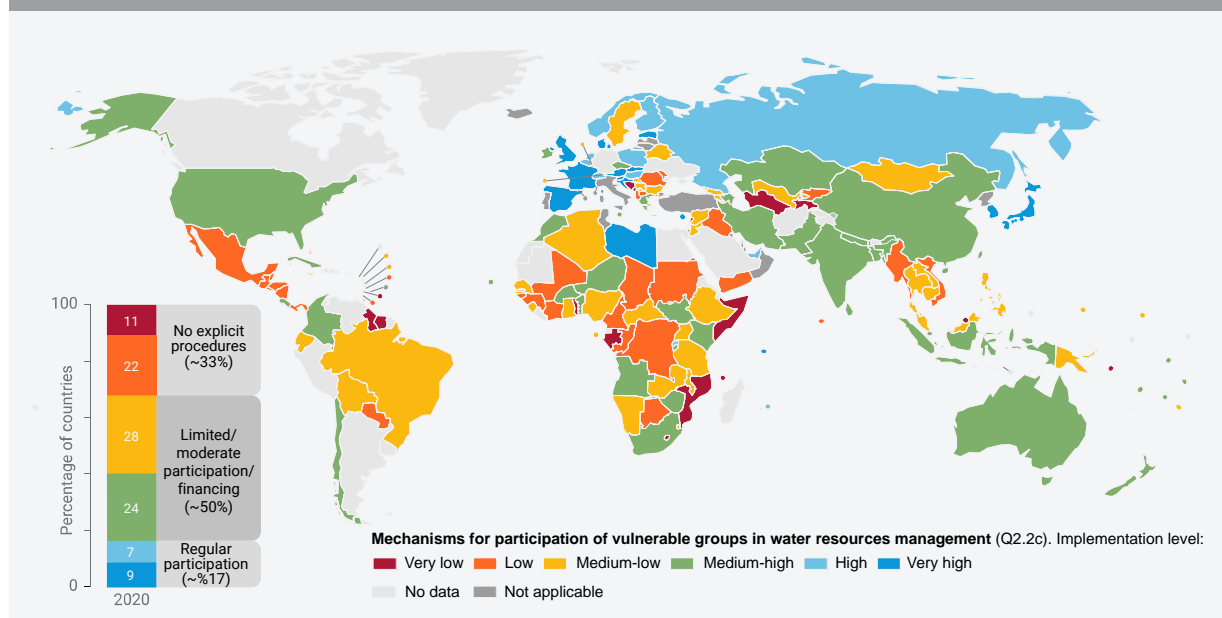 100
Percentage of countries
0
11
22
28
24
7
9
2020
No explicit
procedures
(~33%)
Limited/
moderate
participation/
financing
(~50%)
Regular
participation
(~%17)
Mechanisms for participation of vulnerable groups in water resources management (Q2.2c). Implementation level:
Very low Low Medium-low Medium-high High Very high
No data Not applicable